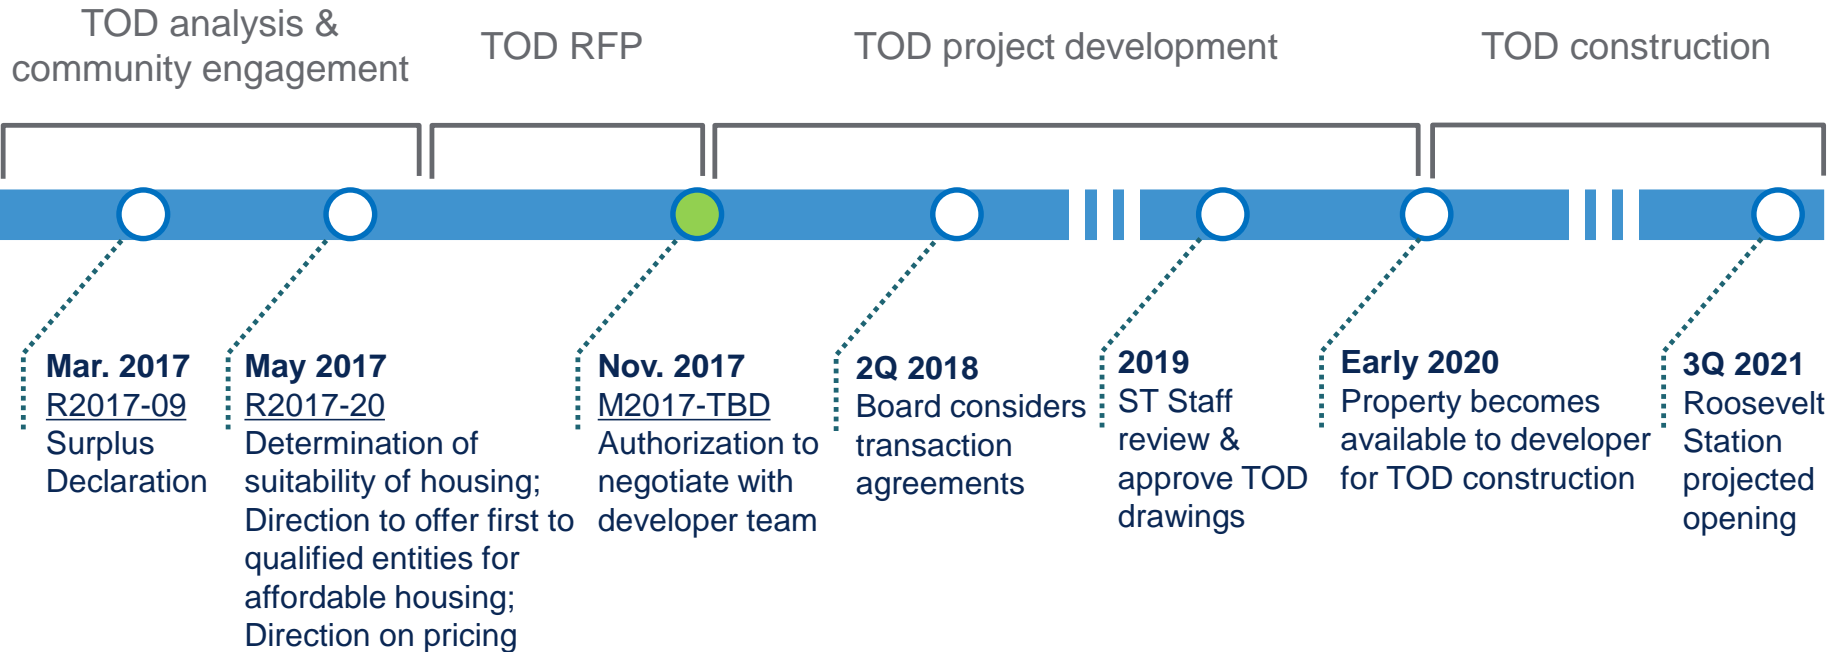 TOD analysis &
community engagement
TOD RFP
TOD project development
TOD construction
Mar. 2017
R2017-09
Surplus
Declaration
May 2017
R2017-20
Determination of
suitability of housing;
Direction to offer first to
qualified entities for
affordable housing;
Direction on pricing
Nov. 2017
M2017-TBD
Authorization to
negotiate with
developer team
2Q 2018
Board considers
transaction
agreements
2019
ST Staff
review &
approve TOD
drawings
Early 2020
Property becomes
available to developer
for TOD construction
3Q 2021
Roosevelt
Station
projected
opening